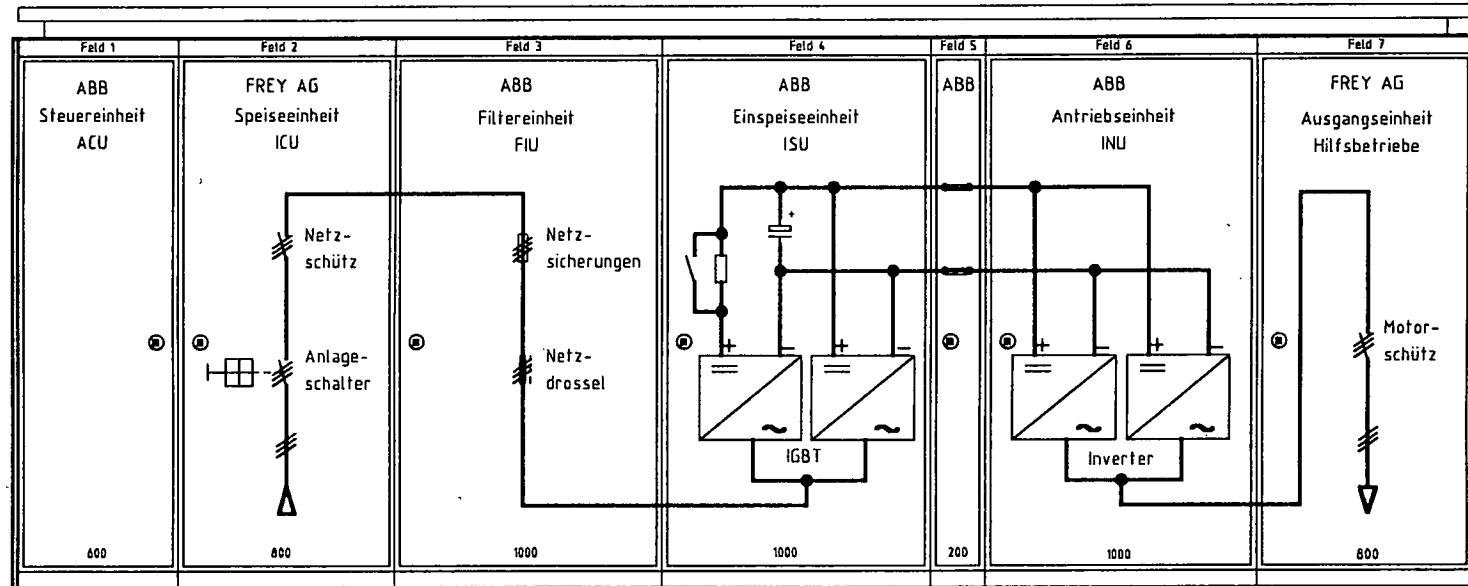 Feld 1
Feld 2
Feld 3
Feld 4
Feld 5
Feld 6
Feld 7
ABB
Steuereinheit
ACU
FREY AG
Speiseeinheit
ICU
ABB
Filtereinheit
FIU
ABB
Einspeiseeinheit
ISU
ABB
ABB
Antriebseinheit
INU
FREY AG
Ausgangseinheit
Hilfsbetriebe
Netz-
schütz
Anlage-
schalter
Netz-
sicherungen
Netz-
drossel
+
+
−
+
−
IGBT
+
−
+
−
Inverter
Motor-
schütz
600
800
1000
1000
200
1000
800